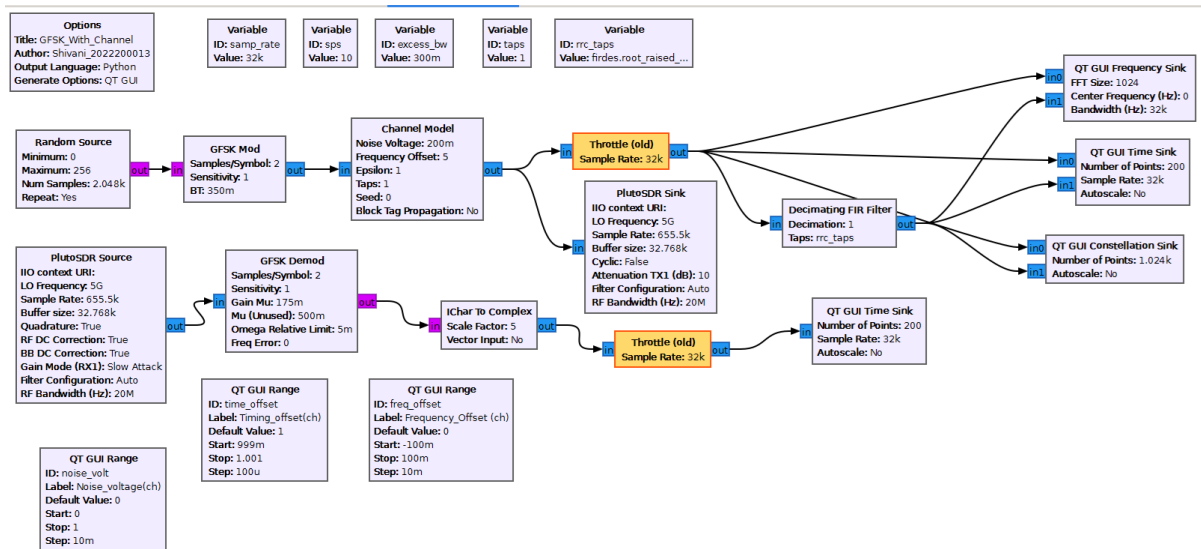 Options
Title: GFSK_With_Channel
Author: Shivani_2022200013
Output Language: Python
Generate Options: QT GUI
Variable
ID: samp_rate
Value: 32k
Variable
ID: sps
Value: 10
Variable
ID: excess_bw
Value: 300m
Variable
ID: taps
Value: 1
Variable
ID: rrc_taps
Value: firdes.root_raised_...
Random Source
Minimum: 0
Maximum: 256
Num Samples: 2.048k
Repeat: Yes
out
in
GFSK Mod
Samples/Symbol: 2
Sensitivity: 1
BT: 350m
out
in
Channel Model
Noise Voltage: 200m
Frequency Offset: 5
Epsilon: 1
Taps: 1
Seed: 0
Block Tag Propagation: No
out
in
Throttle (old)
Sample Rate: 32k
out
in
PlutoSDR Sink
IIO context URI:
LO Frequency: 5G
Sample Rate: 655.5k
Buffer size: 32.768k
Cyclic: False
Attenuation TX1 (dB): 10
Filter Configuration: Auto
RF Bandwidth (Hz): 20M
in
Decimating FIR Filter
Decimation: 1
Taps: rrc_taps
out
in0
in1
QT GUI Frequency Sink
FFT Size: 1024
Center Frequency (Hz): 0
Bandwidth (Hz): 32k
in0
in1
QT GUI Time Sink
Number of Points: 200
Sample Rate: 32k
Autoscale: No
in0
in1
QT GUI Constellation Sink
Number of Points: 1.024k
Autoscale: No
PlutoSDR Source
IIO context URI:
LO Frequency: 5G
Sample Rate: 655.5k
Buffer size: 32.768k
Quadrature: True
RF DC Correction: True
BB DC Correction: True
Gain Mode (RX1): Slow Attack
Filter Configuration: Auto
RF Bandwidth (Hz): 20M
out
in
GFSK Demod
Samples/Symbol: 2
Sensitivity: 1
Gain Mu: 175m
Mu (Unused): 500m
Omega Relative Limit: 5m
Freq Error: 0
out
in
IChar To Complex
Scale Factor: 5
Vector Input: No
out
in
Throttle (old)
Sample Rate: 32k
out
in
QT GUI Time Sink
Number of Points: 200
Sample Rate: 32k
Autoscale: No
QT GUI Range
ID: time_offset
Label: Timing_offset(ch)
Default Value: 1
Start: 999m
Stop: 1.001
Step: 100u
QT GUI Range
ID: freq_offset
Label: Frequency_Offset (ch)
Default Value: 0
Start: -100m
Stop: 100m
Step: 10m
QT GUI Range
ID: noise_volt
Label: Noise_voltage(ch)
Default Value: 0
Start: 0
Stop: 1
Step: 10m